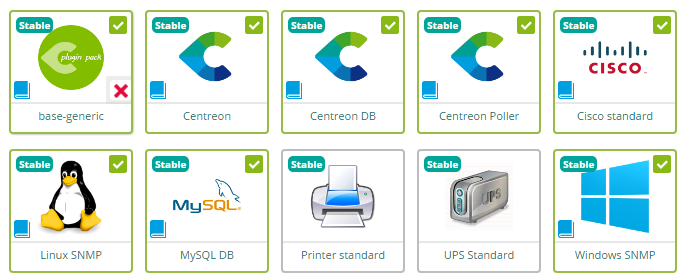 Stable
Stable
Stable
Stable
Stable
plugin pack
CISCO
base-generic
Centreon
Centreon DB
Centreon Poller
Cisco standard
Stable
Stable
Stable
Stable
Stable
MySQL
UPS
Linux SNMP
MySQL DB
Printer standard
UPS Standard
Windows SNMP